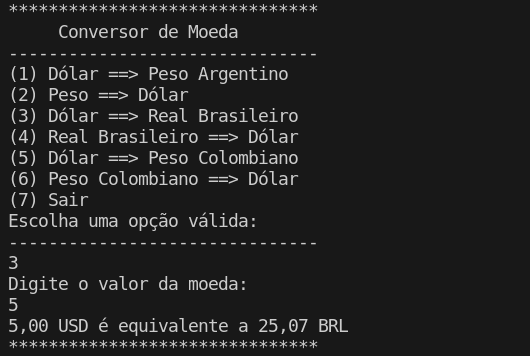 *******************************
     Conversor de Moeda
-------------------------------
(1) Dólar ==> Peso Argentino
(2) Peso ==> Dólar
(3) Dólar ==> Real Brasileiro
(4) Real Brasileiro ==> Dólar
(5) Dólar ==> Peso Colombiano
(6) Peso Colombiano ==> Dólar
(7) Sair
Escolha uma opção válida:
-------------------------------
3
Digite o valor da moeda:
5
5,00 USD é equivalente a 25,07 BRL
*******************************